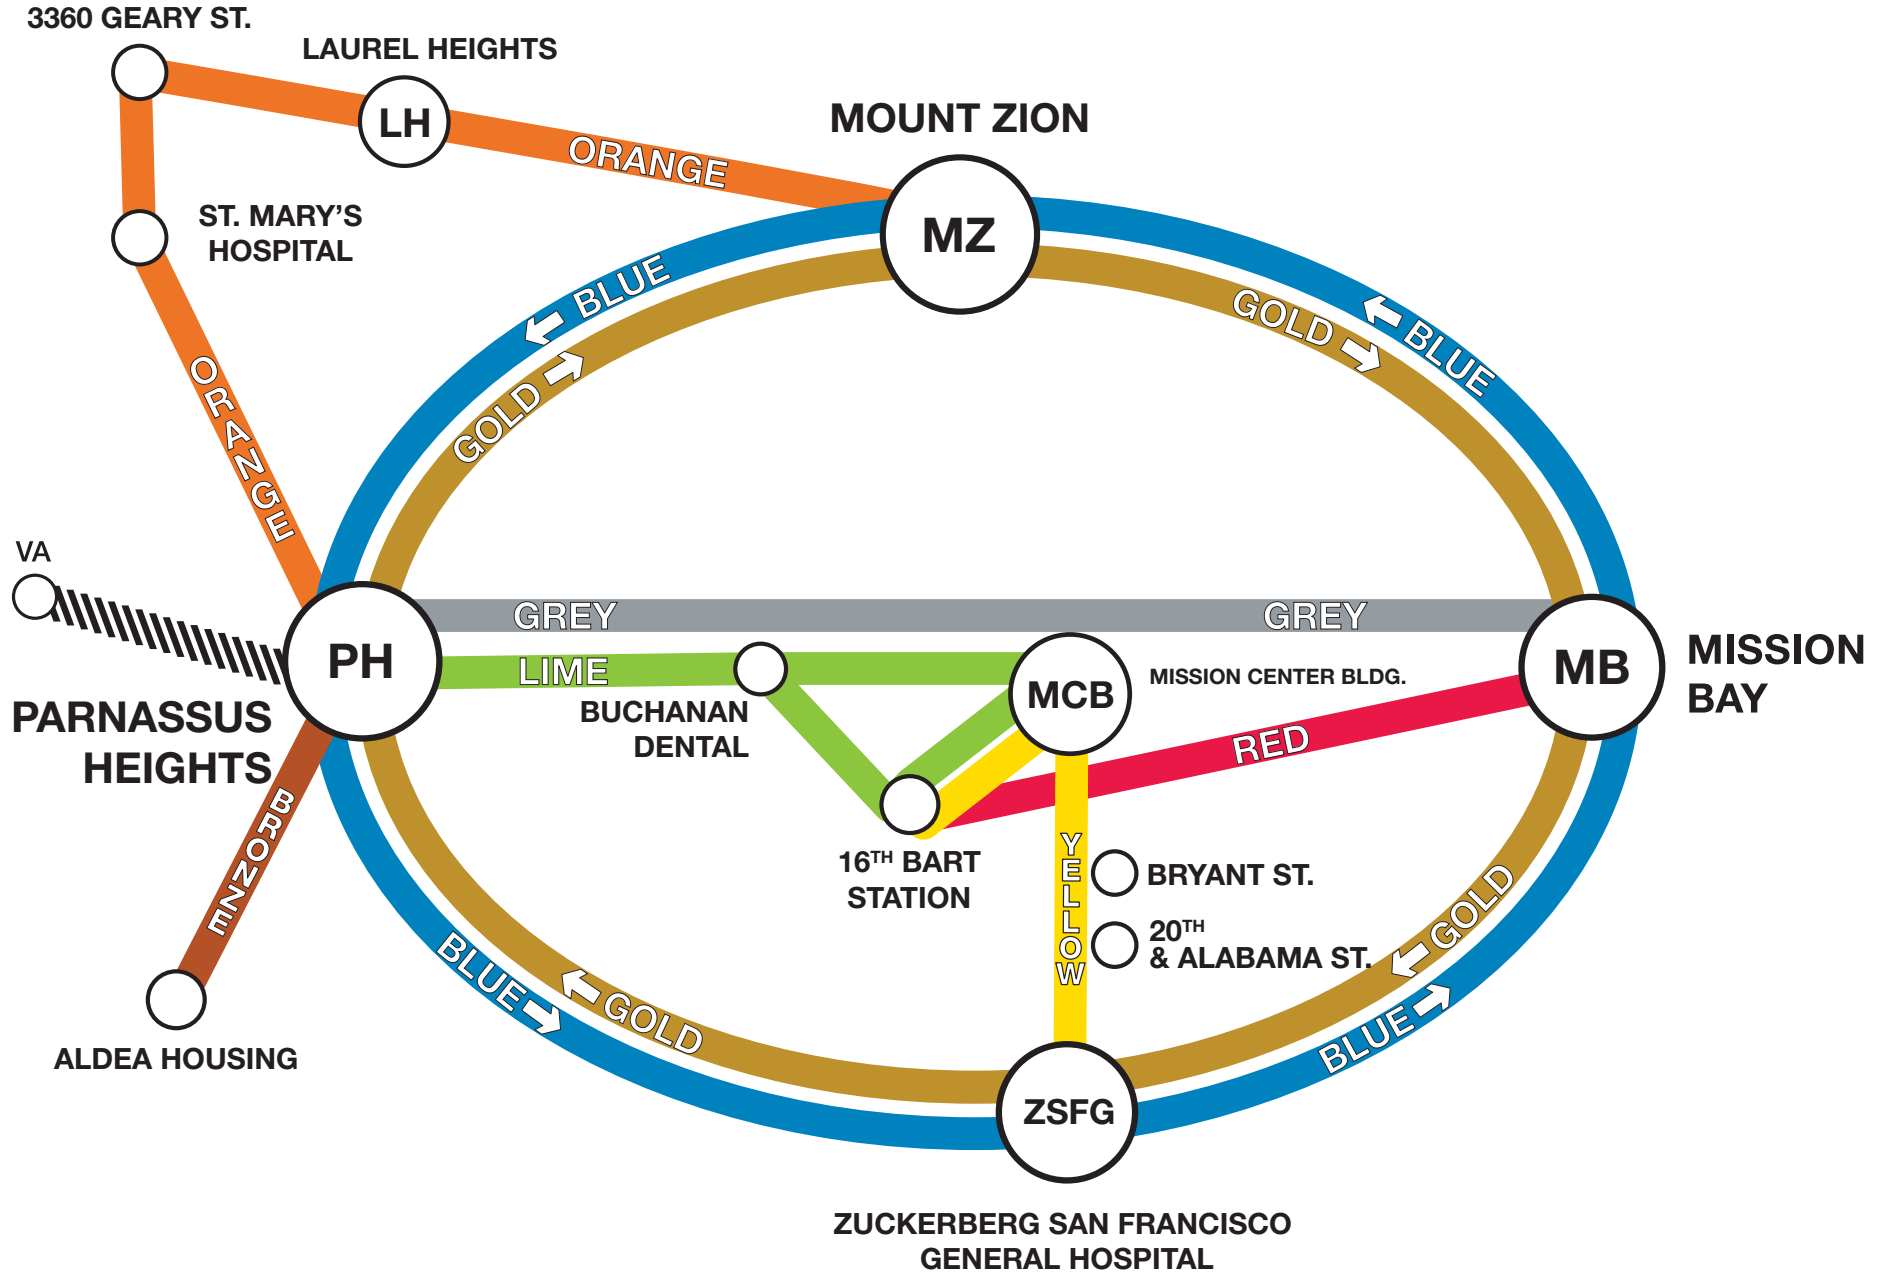 3360 GEARY ST.
LAUREL HEIGHTS
LH
ORANGE
MOUNT ZION
MZ
ST. MARY'S
HOSPITAL
BLUE
GOLD
BLUE
GOLD
ORANGE
VA
PH
GREY
GREY
LIME
MCB
MISSION CENTER BLDG.
MB
MISSION
BAY
PARNASSUS
HEIGHTS
BUCHANAN
DENTAL
RED
BRONZE
16TH BART
STATION
YELLOW
BRYANT ST.
20TH
& ALABAMA ST.
GOLD
BLUE
GOLD
BLUE
ALDEA HOUSING
ZSFG
ZUCKERBERG SAN FRANCISCO
GENERAL HOSPITAL